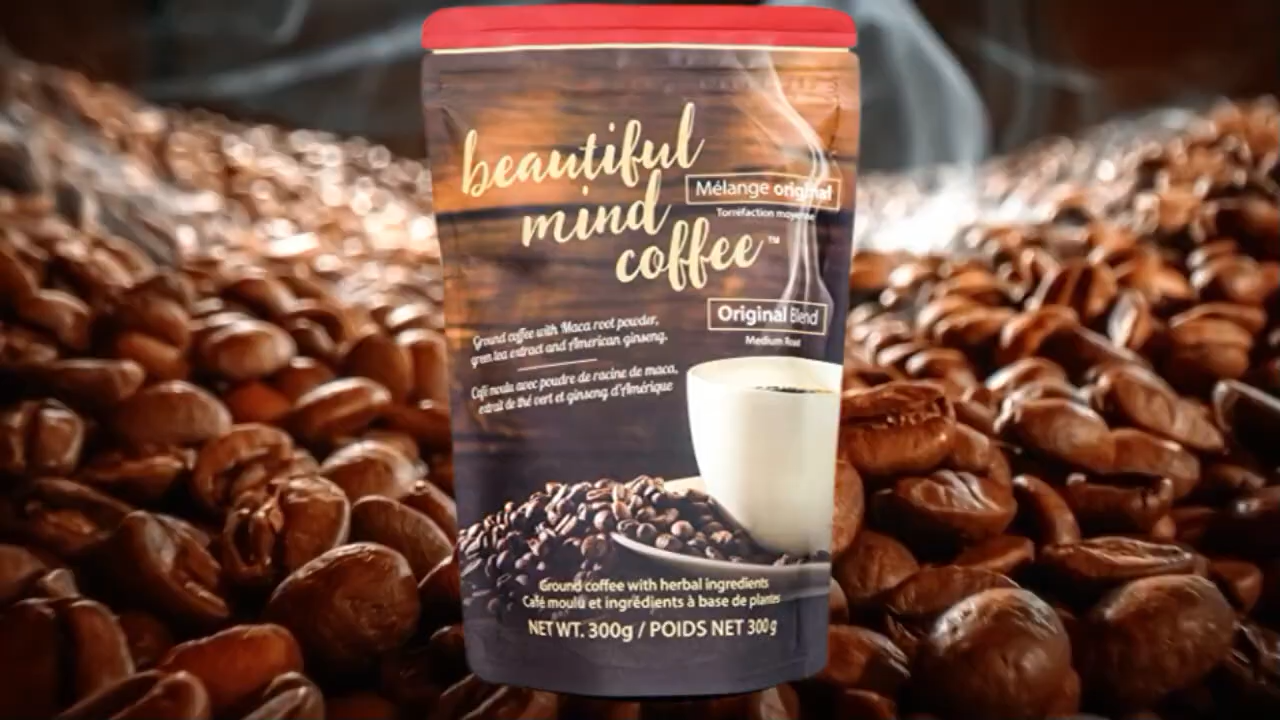 beautiful
mind
coffee™
Mélange original
Torréfaction moyenne
Original Blend
Medium Roast
Ground coffee with Maca root powder,
green tea extract and American ginseng.
Café moulu avec poudre de racine de maca,
extrait de thé vert et ginseng d'Amérique
Ground coffee with herbal ingredients
Café moulu et ingrédients à base de plantes
NET WT. 300g / POIDS NET 300g